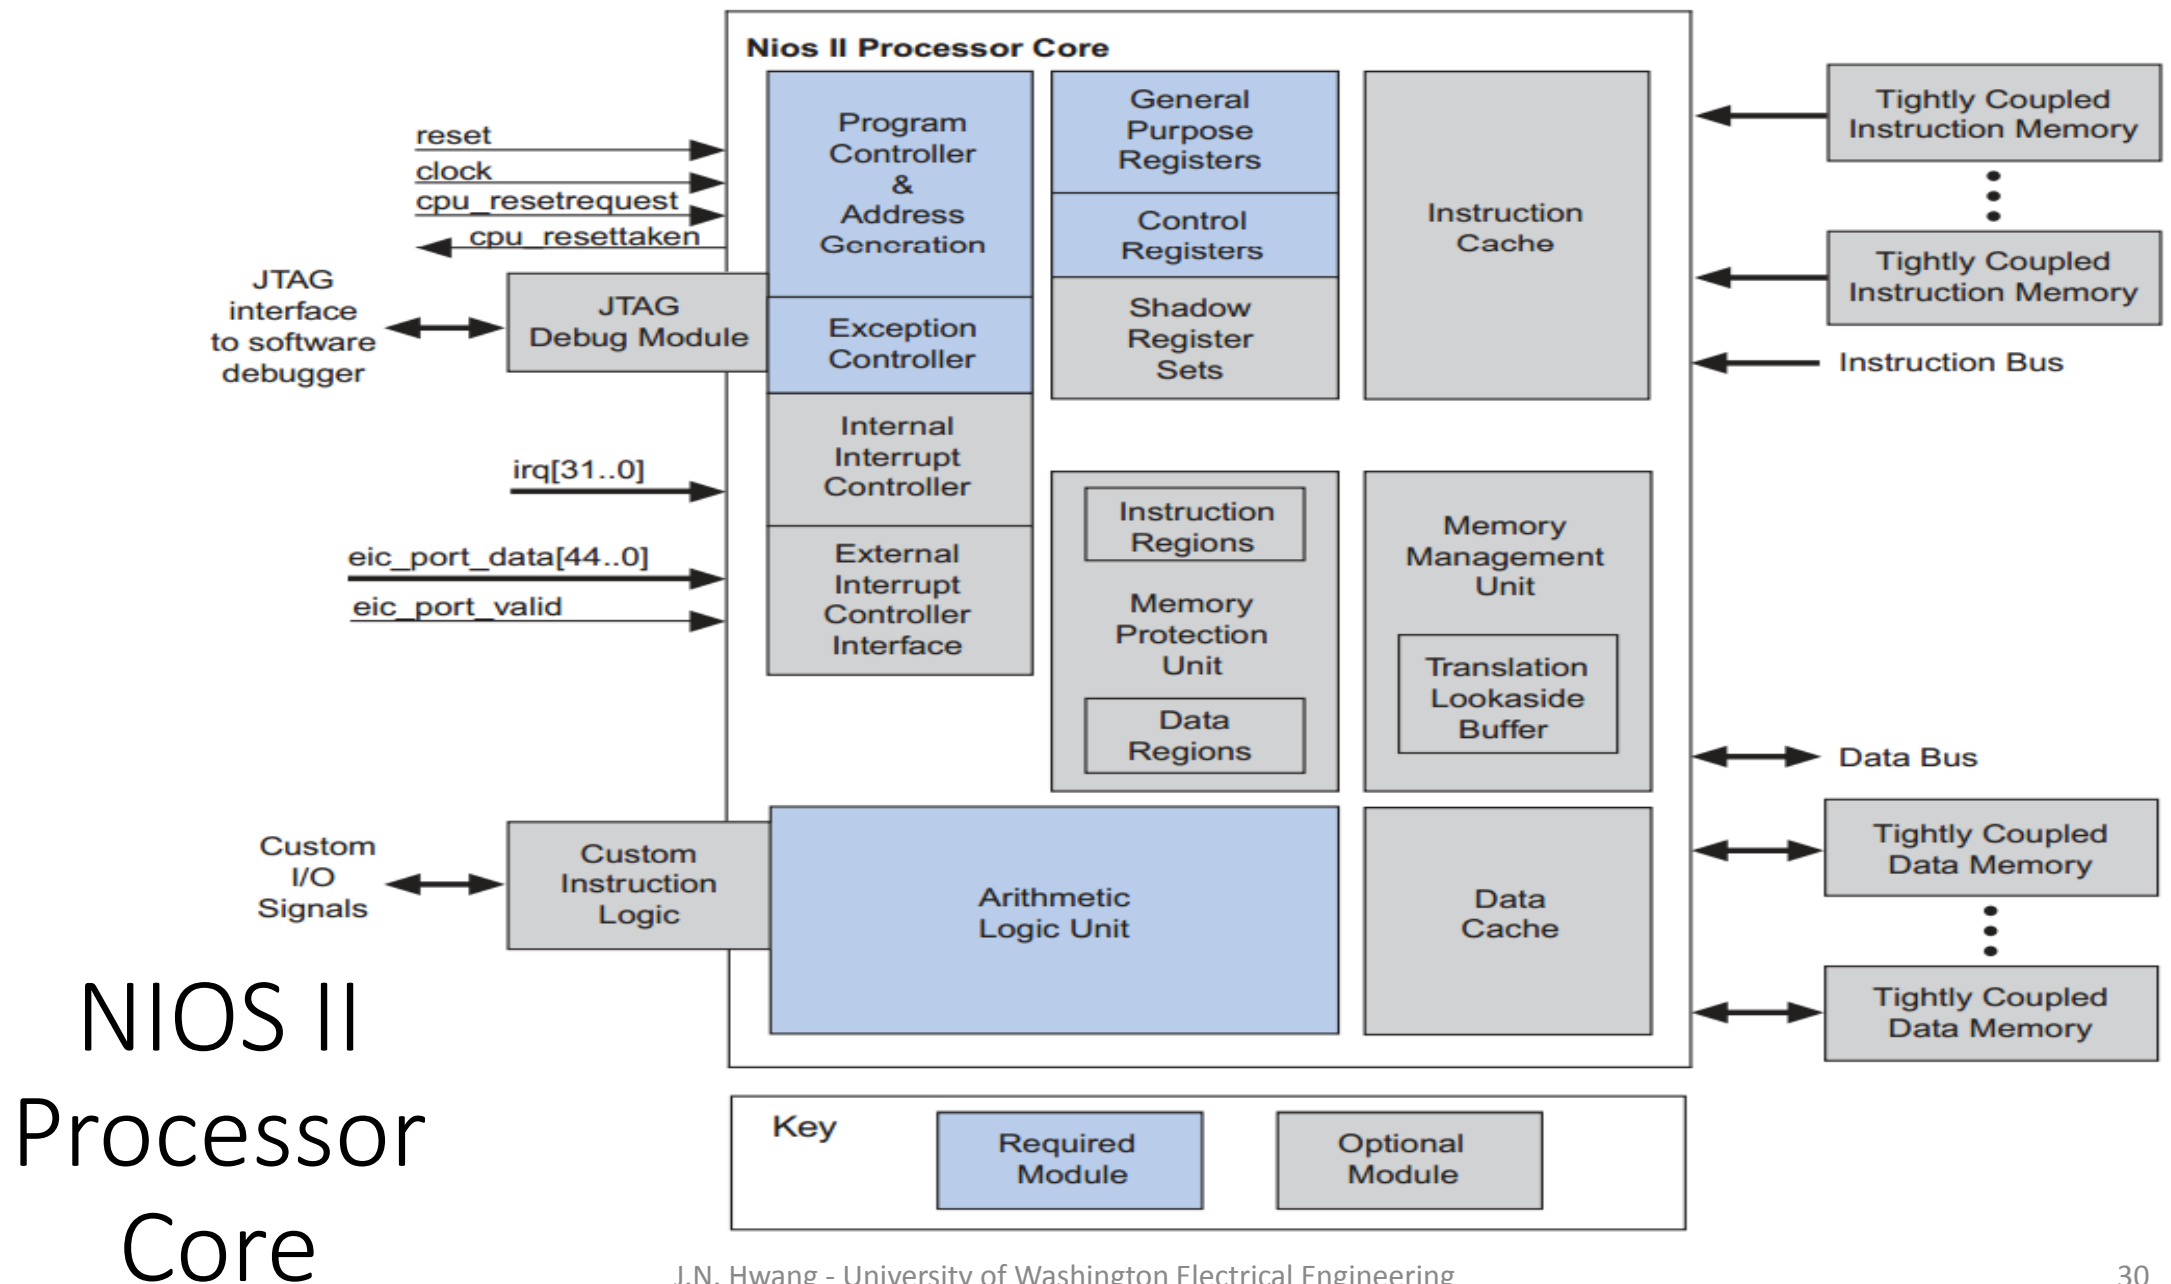 Nios II Processor Core
Program
Controller
&
Address
Generation
General
Purpose
Registers
Control
Registers
Shadow
Register
Sets
Instruction
Cache
Tightly Coupled
Instruction Memory
Tightly Coupled
Instruction Memory
Instruction Bus
reset
clock
cpu_resetrequest
cpu_resettaken
JTAG
interface
to software
debugger
JTAG
Debug Module
Exception
Controller
Internal
Interrupt
Controller
irq[31..0]
External
Interrupt
Controller
Interface
eic_port_data[44..0]
eic_port_valid
Instruction
Regions
Memory
Protection
Unit
Data
Regions
Memory
Management
Unit
Translation
Lookaside
Buffer
Data Bus
Custom
I/O
Signals
Custom
Instruction
Logic
Arithmetic
Logic Unit
Data
Cache
Tightly Coupled
Data Memory
Tightly Coupled
Data Memory
NIOS II
Processor
Core
Key
Required
Module
Optional
Module
J.N. Hwang - University of Washington Electrical Engineering
30